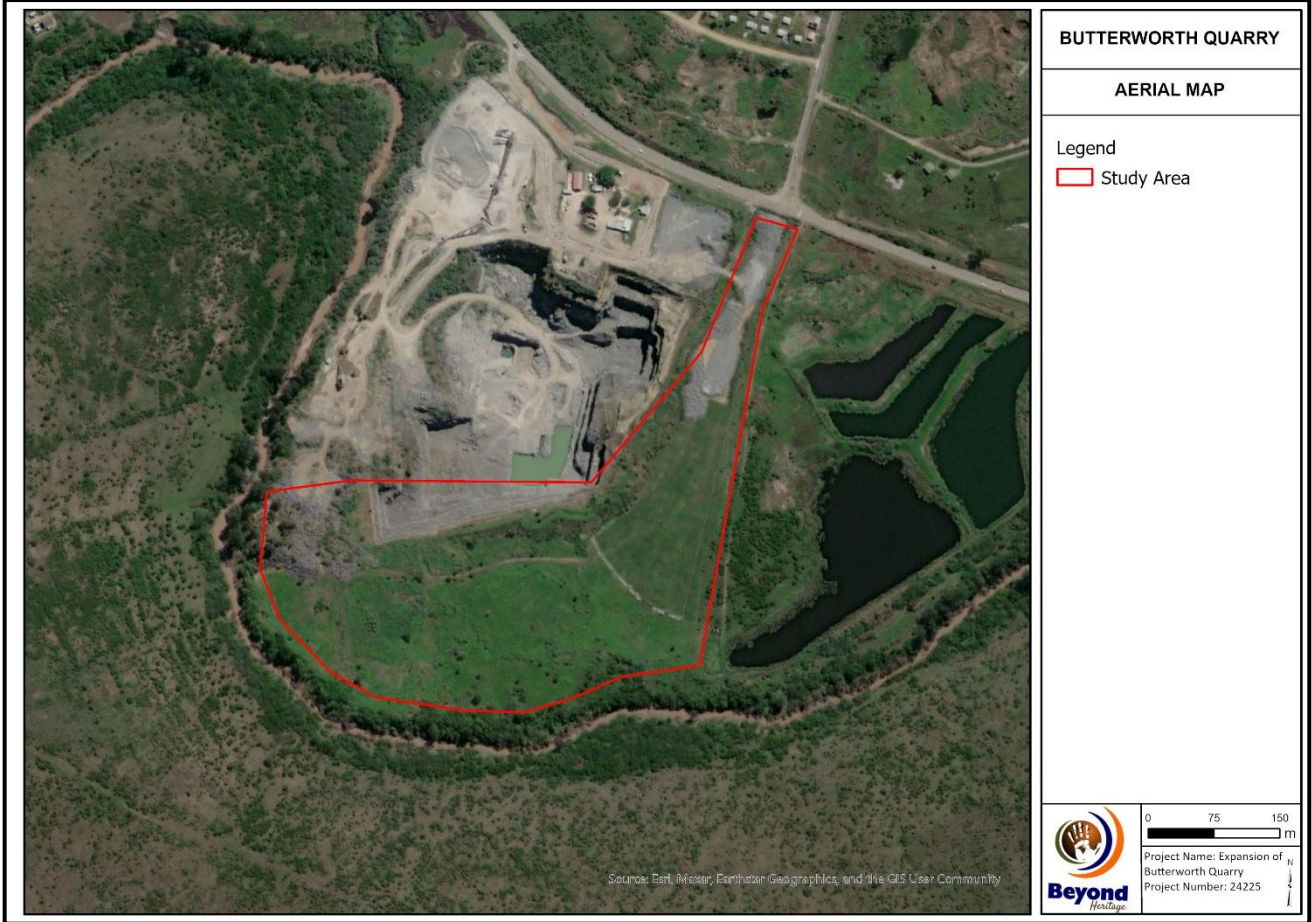 BUTTERWORTH QUARRY
AERIAL MAP
Legend
Study Area
Source: Esri, Maxar, Earthstar Geographics, and the GIS User Community
Beyond
Heritage
0 75 150
m
Project Name: Expansion of
Butterworth Quarry
Project Number: 24225
N